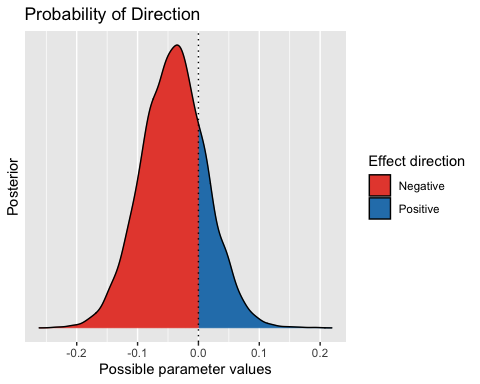 Probability of Direction
Posterior
-0.2 -0.1 0.0 0.1 0.2
Possible parameter values
Effect direction
Negative
Positive